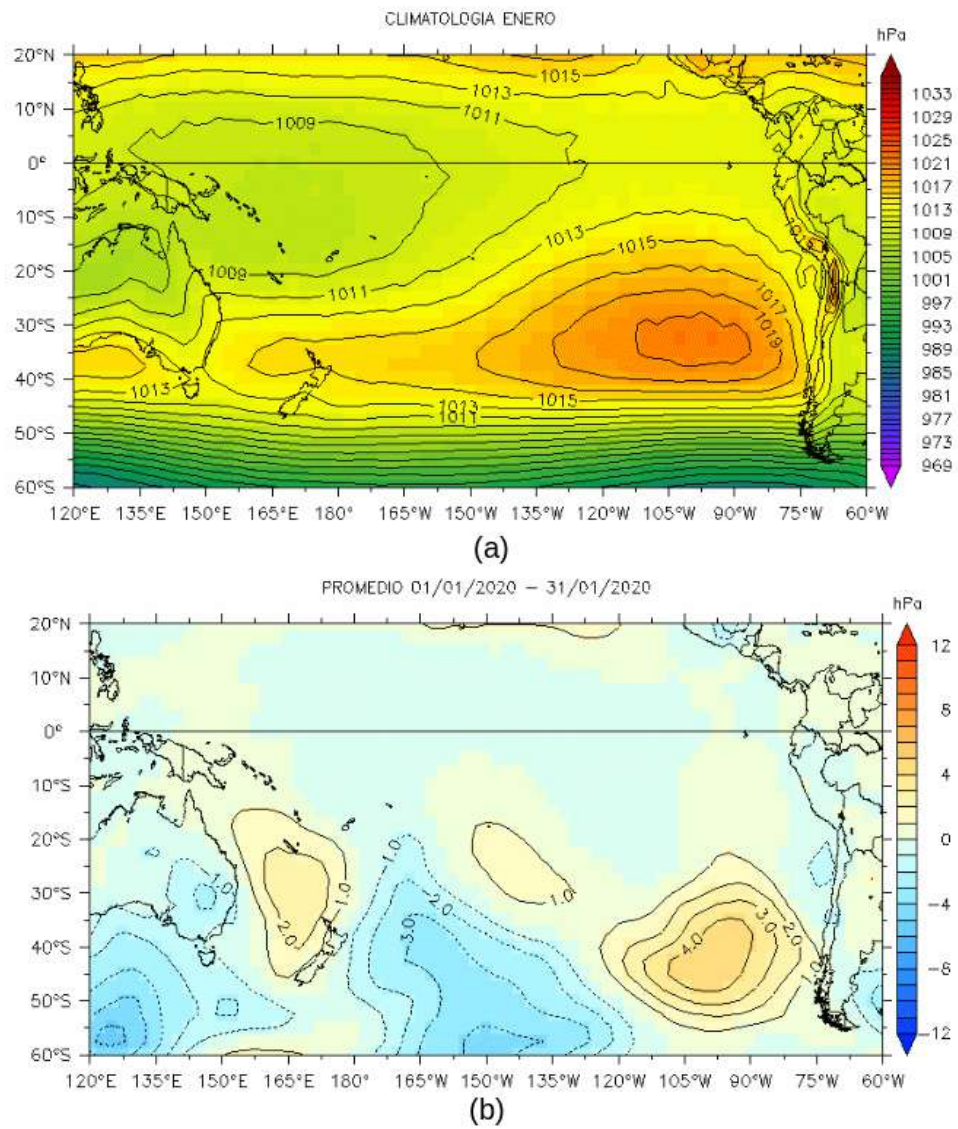 CLIMATOLOGIA ENERO
hPa
20°N
10°N
0°
10°S
20°S
30°S
40°S
50°S
60°S
1015
1013
1011
1009
1009
1011
1013
1015
1017
1019
1013
1013
1011
1015
1033
1029
1025
1021
1017
1013
1009
1005
1001
997
993
989
985
981
977
973
969
120°E 135°E 150°E 165°E 180° 165°W 150°W 135°W 120°W 105°W 90°W 75°W 60°W
(a)
PROMEDIO 01/01/2020 – 31/01/2020
hPa
20°N
10°N
0°
10°S
20°S
30°S
40°S
50°S
60°S
1.0
2.0
1.0
-1.0
-2.0
-3.0
1.0
4.0
3.0
2.0
1.0
12
8
4
0
-4
-8
-12
120°E 135°E 150°E 165°E 180° 165°W 150°W 135°W 120°W 105°W 90°W 75°W 60°W
(b)